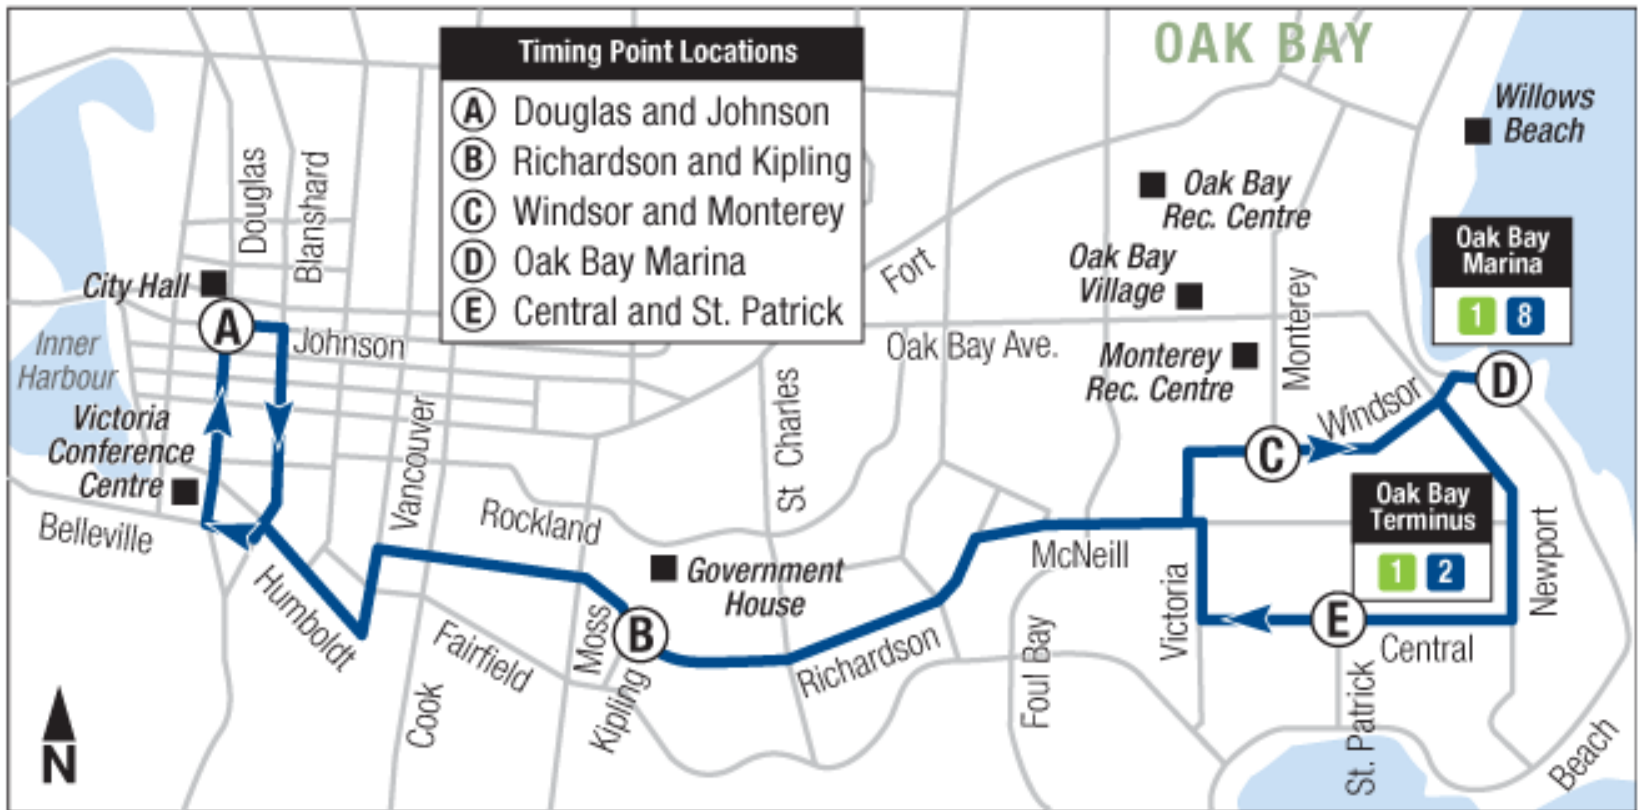 OAK BAY
Timing Point Locations
A Douglas and Johnson
B Richardson and Kipling
C Windsor and Monterey
D Oak Bay Marina
E Central and St. Patrick
Willows
Beach
Oak Bay
Rec. Centre
Douglas
Blanshard
Oak Bay
Marina
1 8
Oak Bay
Village
Fort
City Hall
A
Johnson
Inner
Harbour
Oak Bay Ave.
Monterey
Monterey
Rec. Centre
D
Windsor
Victoria
Conference
Centre
Vancouver
St Charles
C
Oak Bay
Terminus
1 2
Belleville
Rockland
McNeill
Newport
Government
House
Humboldt
Moss
B
Victoria
E
Central
Fairfield
Richardson
Foul Bay
Kipling
Cook
St. Patrick
Beach
N